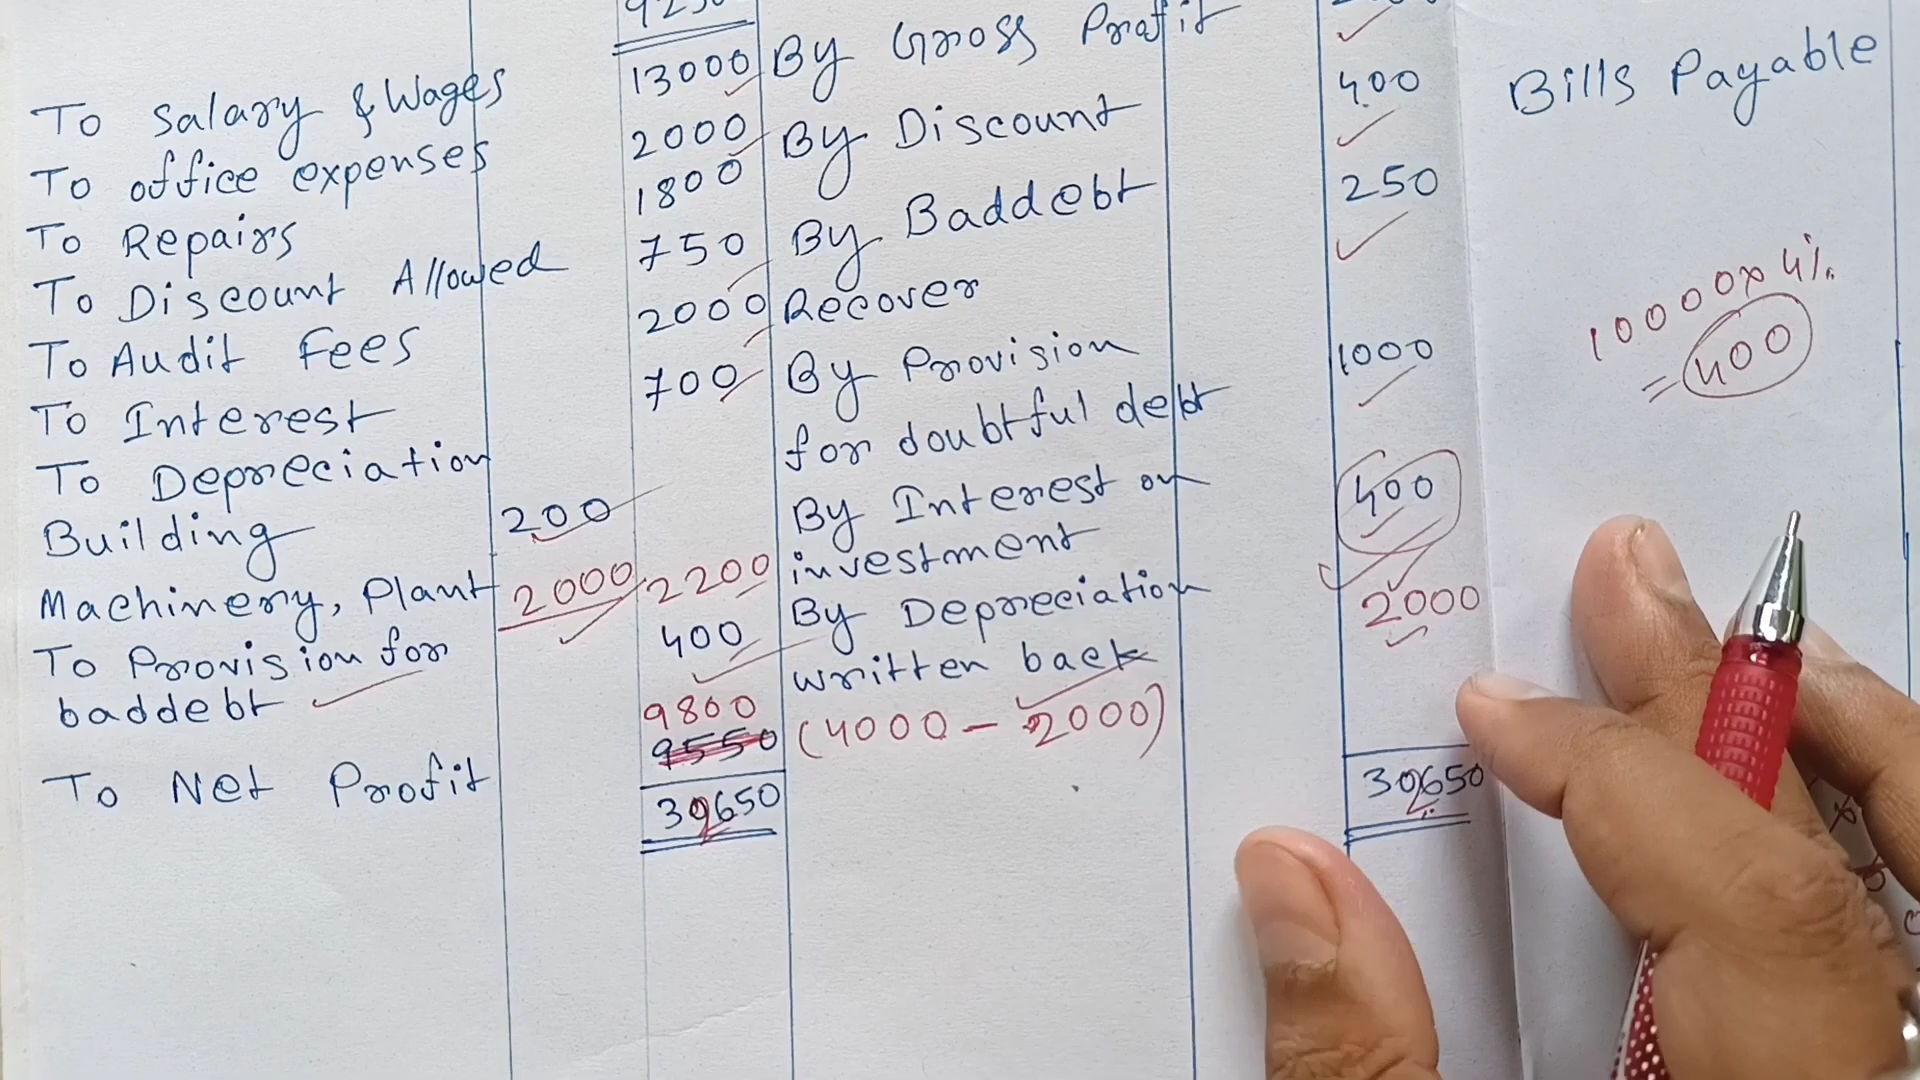 13000 By Gross Profit
To Salary & Wages 2000 By Discount 400
To office expenses 1800
To Repairs 750 By Baddebt 250
To Discount Allowed 2000 Recover
To Audit Fees 700 By Provision 1000
To Interest for doubtful debt
To Depreciation By Interest on 400
Building 200 investment
Machinery, Plant 2000 2200 By Depreciation 2000
To Provision for 400 written back
baddebt 9800 (4000 - 2000)
9550
To Net Profit 30650 30650
Bills Payable
10000 x 4%.
= 400